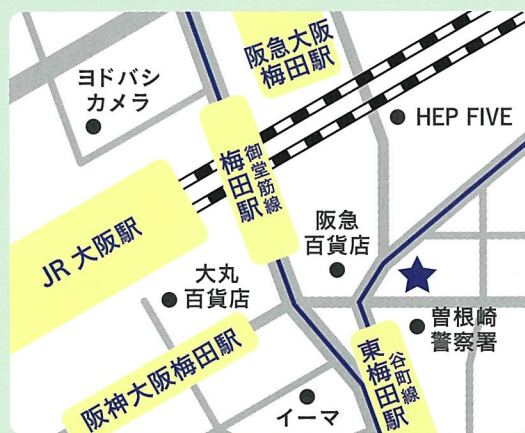 阪急大阪
梅田駅
ヨドバシ
カメラ
HEP FIVE
御堂筋線
梅田駅
阪急
百貨店
JR 大阪駅
大丸
百貨店
曽根崎
警察署
阪神大阪梅田駅
谷町線
東梅田駅
イーマ